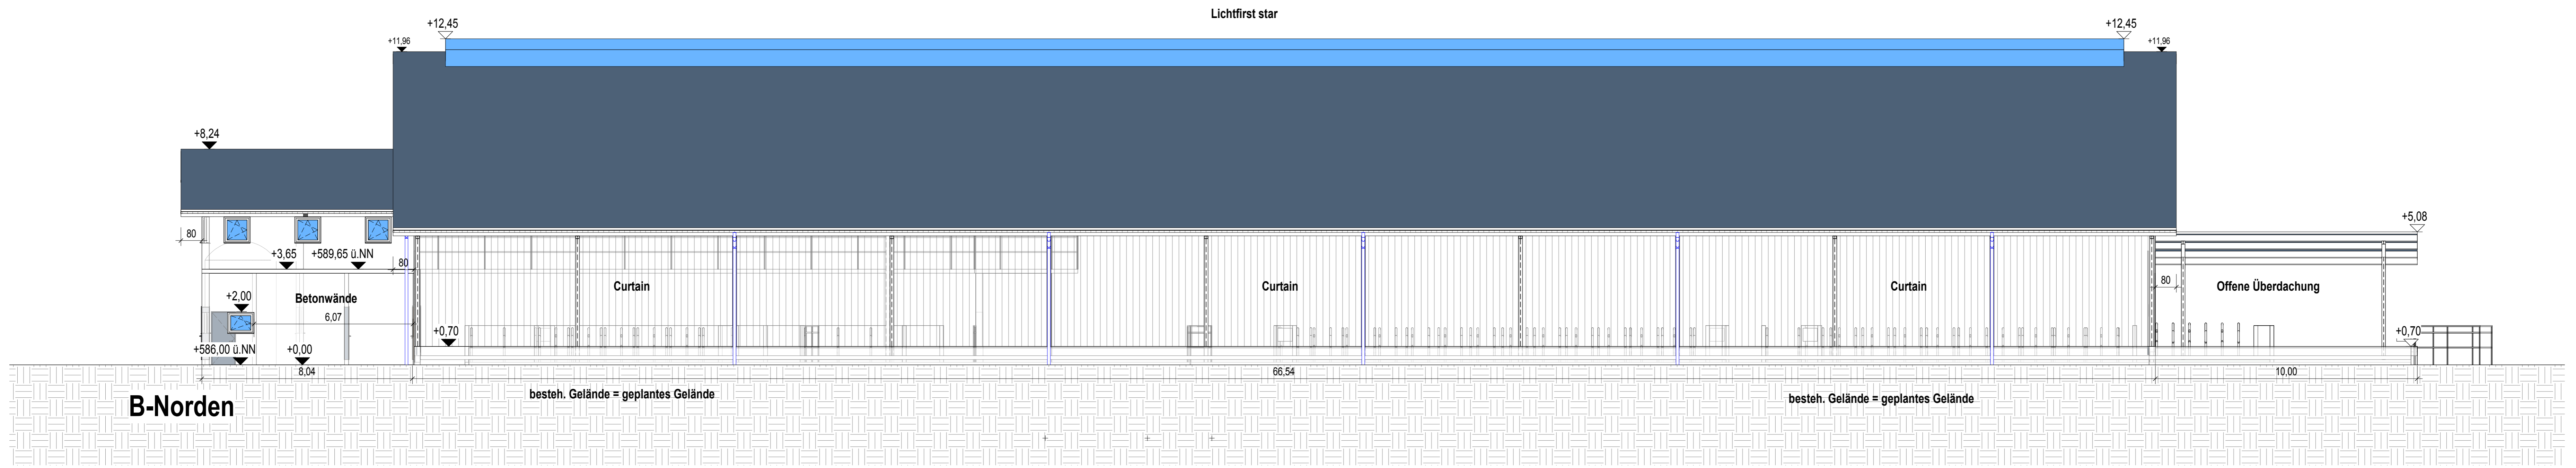 Lichtfirst star
+12,45
+12,45
+11,96
+11,96
+8,24
+5,08
80
+3,65
+589,65 ü.NN
80
80
Curtain
Curtain
Curtain
Offene Überdachung
+2,00
Betonwände
6,07
+0,70
+0,70
+586,00 ü.NN
+0,00
8,04
66,54
10,00
besteh. Gelände = geplantes Gelände
besteh. Gelände = geplantes Gelände
B-Norden